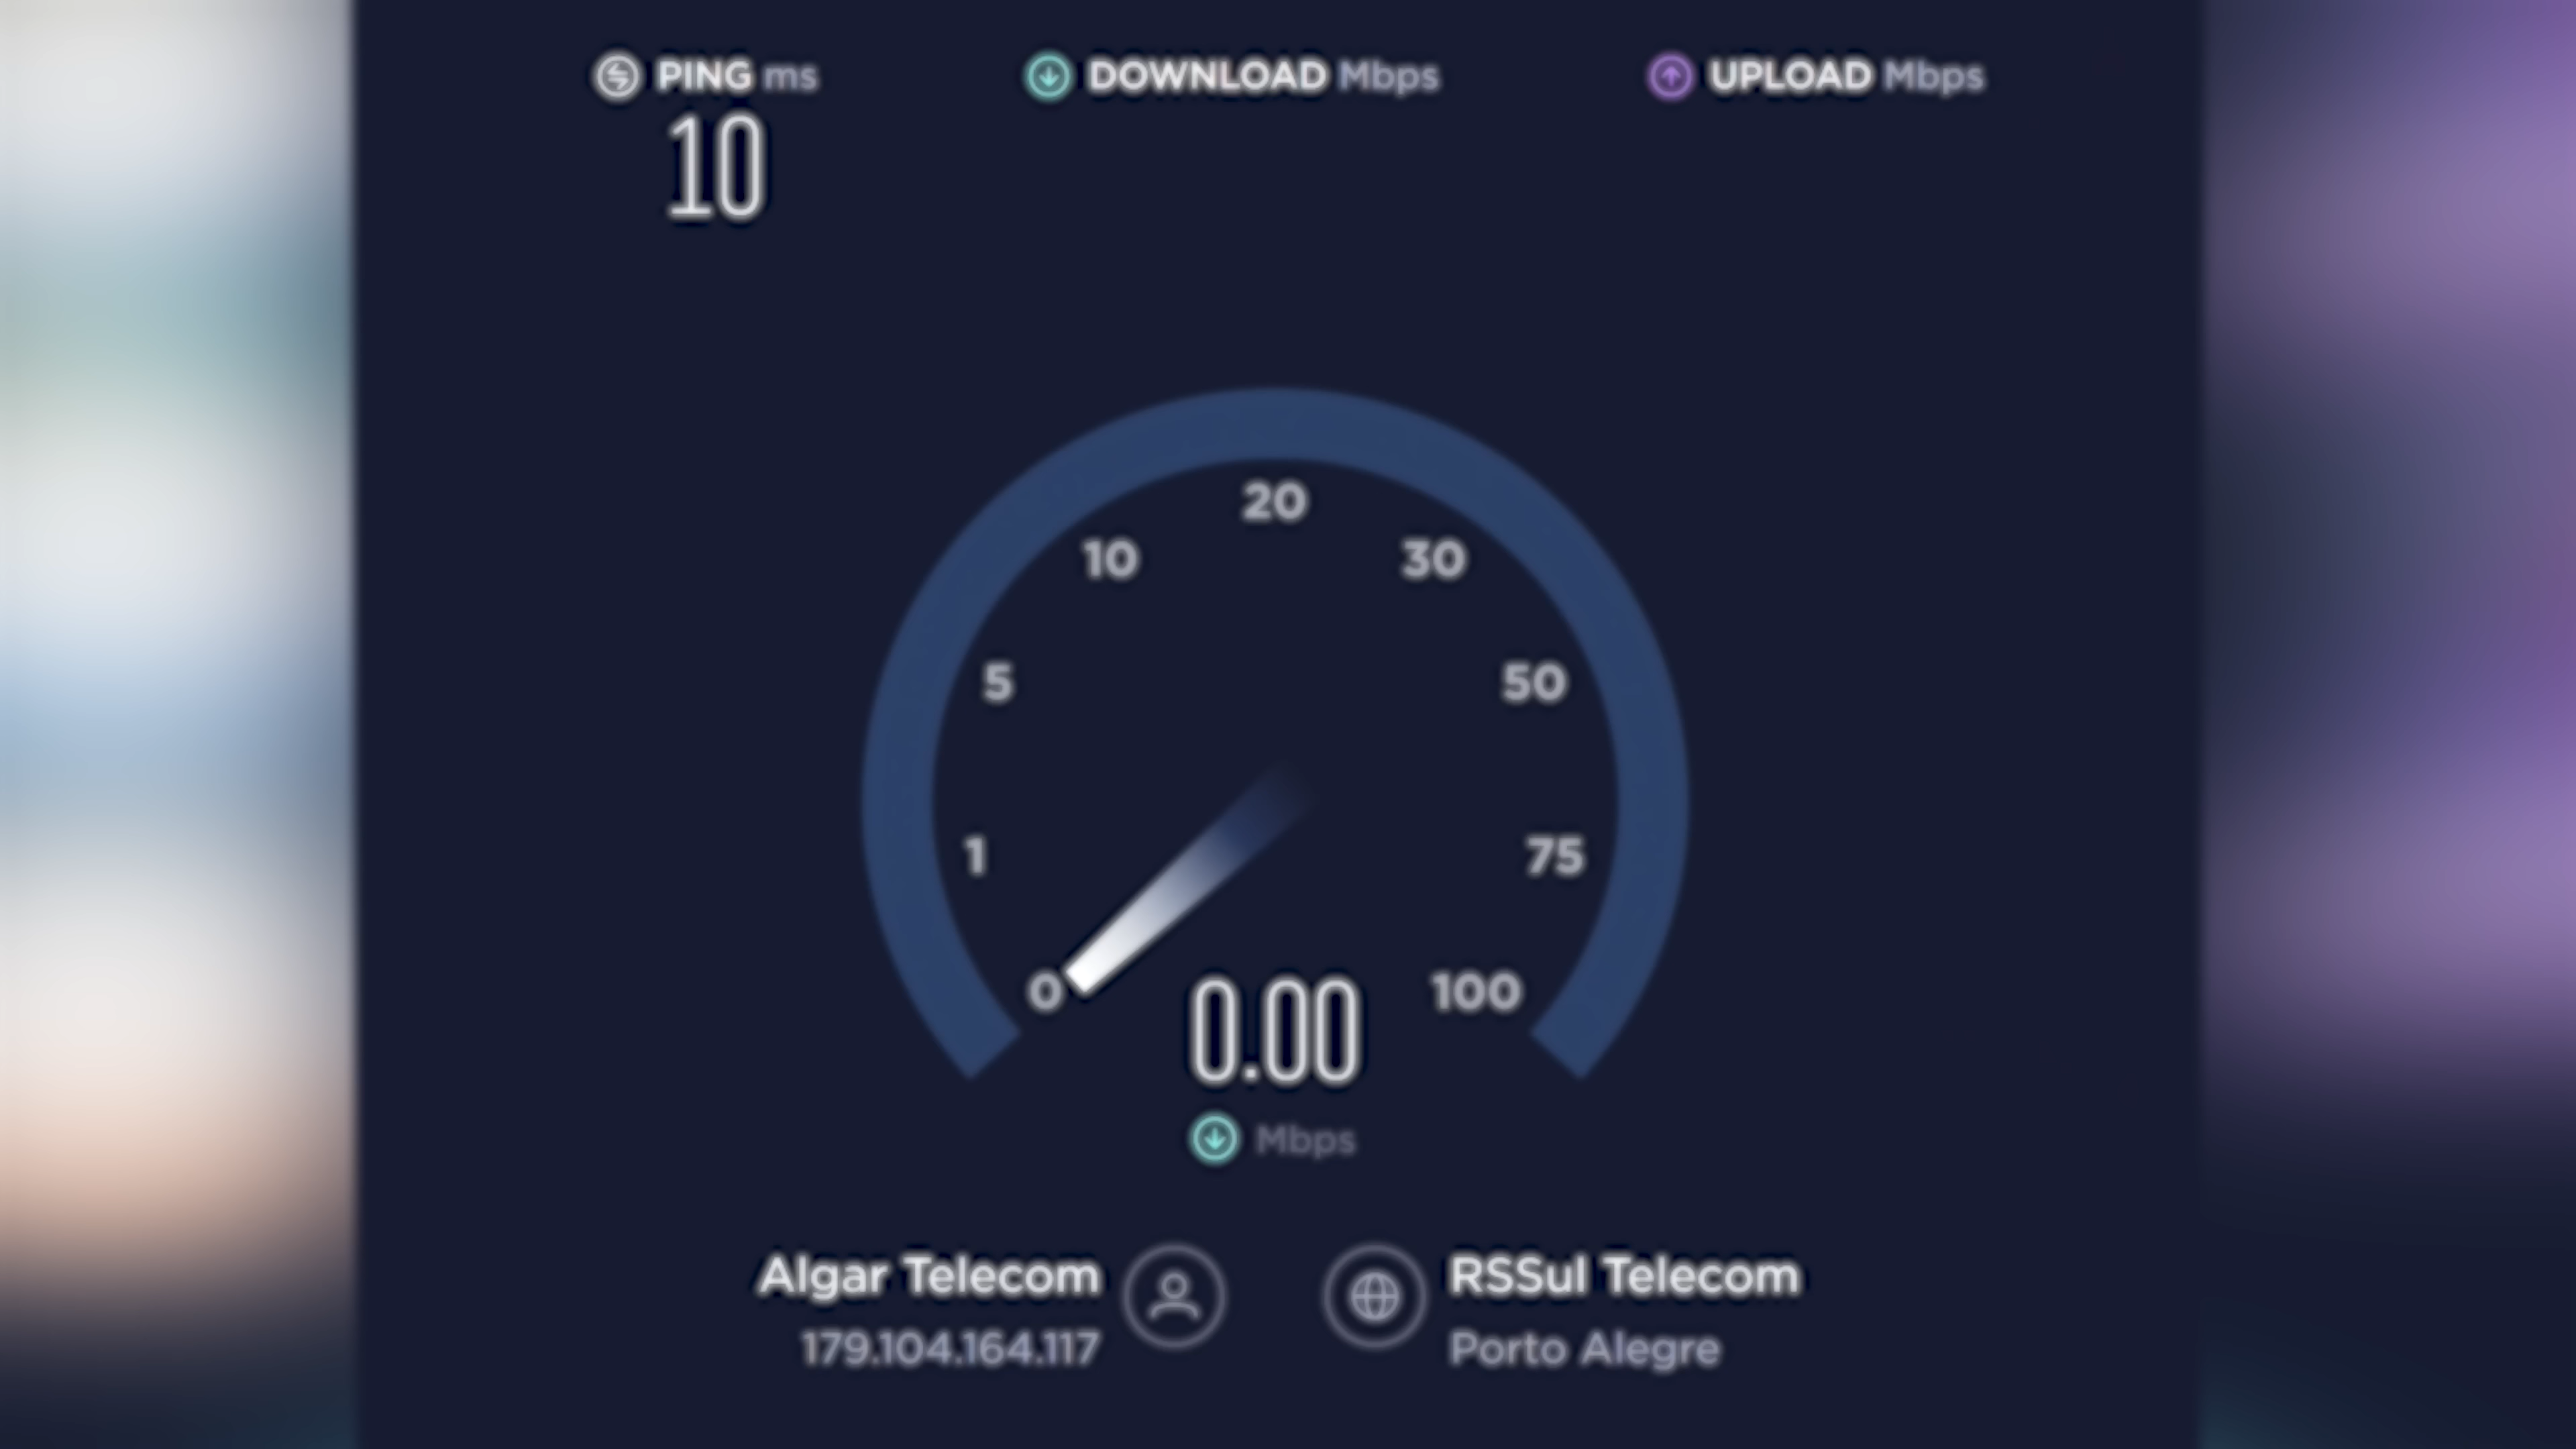 PING ms
10
DOWNLOAD Mbps
UPLOAD Mbps
20
10
30
5
50
1
75
0
100
0.00
Mbps
Algar Telecom
179.104.164.117
RSSul Telecom
Porto Alegre